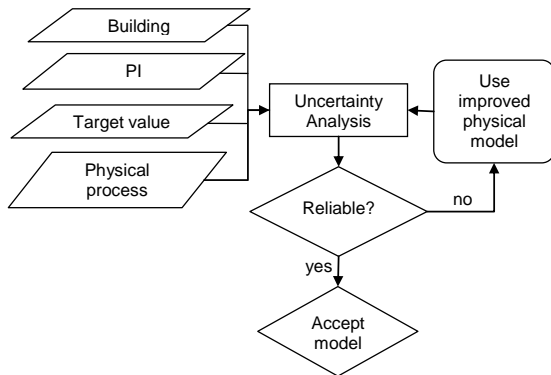 Building
PI
Target value
Physical
process
Uncertainty
Analysis
Use
improved
physical
model
Reliable?
no
yes
Accept
model